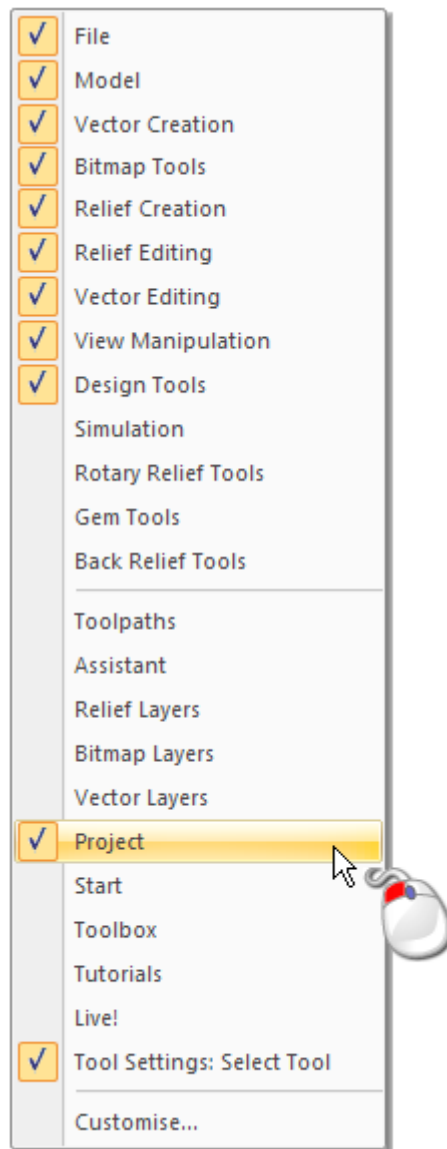 File
Model
Vector Creation
Bitmap Tools
Relief Creation
Relief Editing
Vector Editing
View Manipulation
Design Tools
Simulation
Rotary Relief Tools
Gem Tools
Back Relief Tools
Toolpaths
Assistant
Relief Layers
Bitmap Layers
Vector Layers
Project
Start
Toolbox
Tutorials
Live!
Tool Settings: Select Tool
Customise...